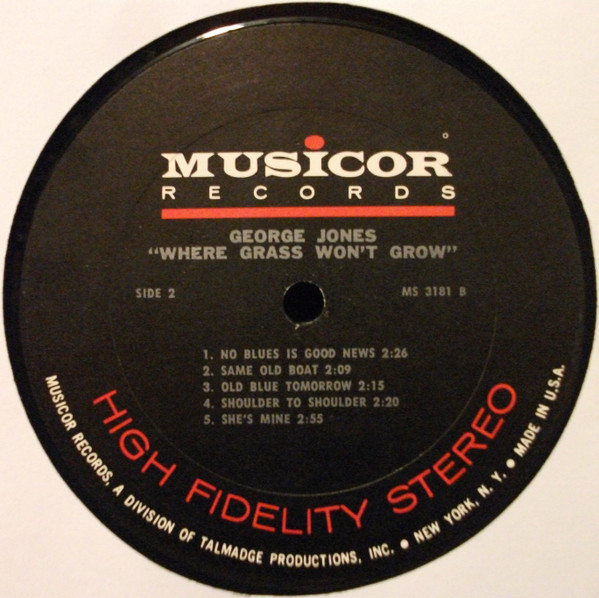 MUSICOR
RECORDS
GEORGE JONES
"WHERE GRASS WON'T GROW"
SIDE 2
MS 3181 B
1. NO BLUES IS GOOD NEWS 2:26
2. SAME OLD BOAT 2:09
3. OLD BLUE TOMORROW 2:15
4. SHOULDER TO SHOULDER 2:20
5. SHE'S MINE 2:55
HIGH FIDELITY STEREO
MUSICOR RECORDS, A DIVISION OF TALMADGE PRODUCTIONS, INC. ● NEW YORK, N. Y. ● MADE IN U.S.A.